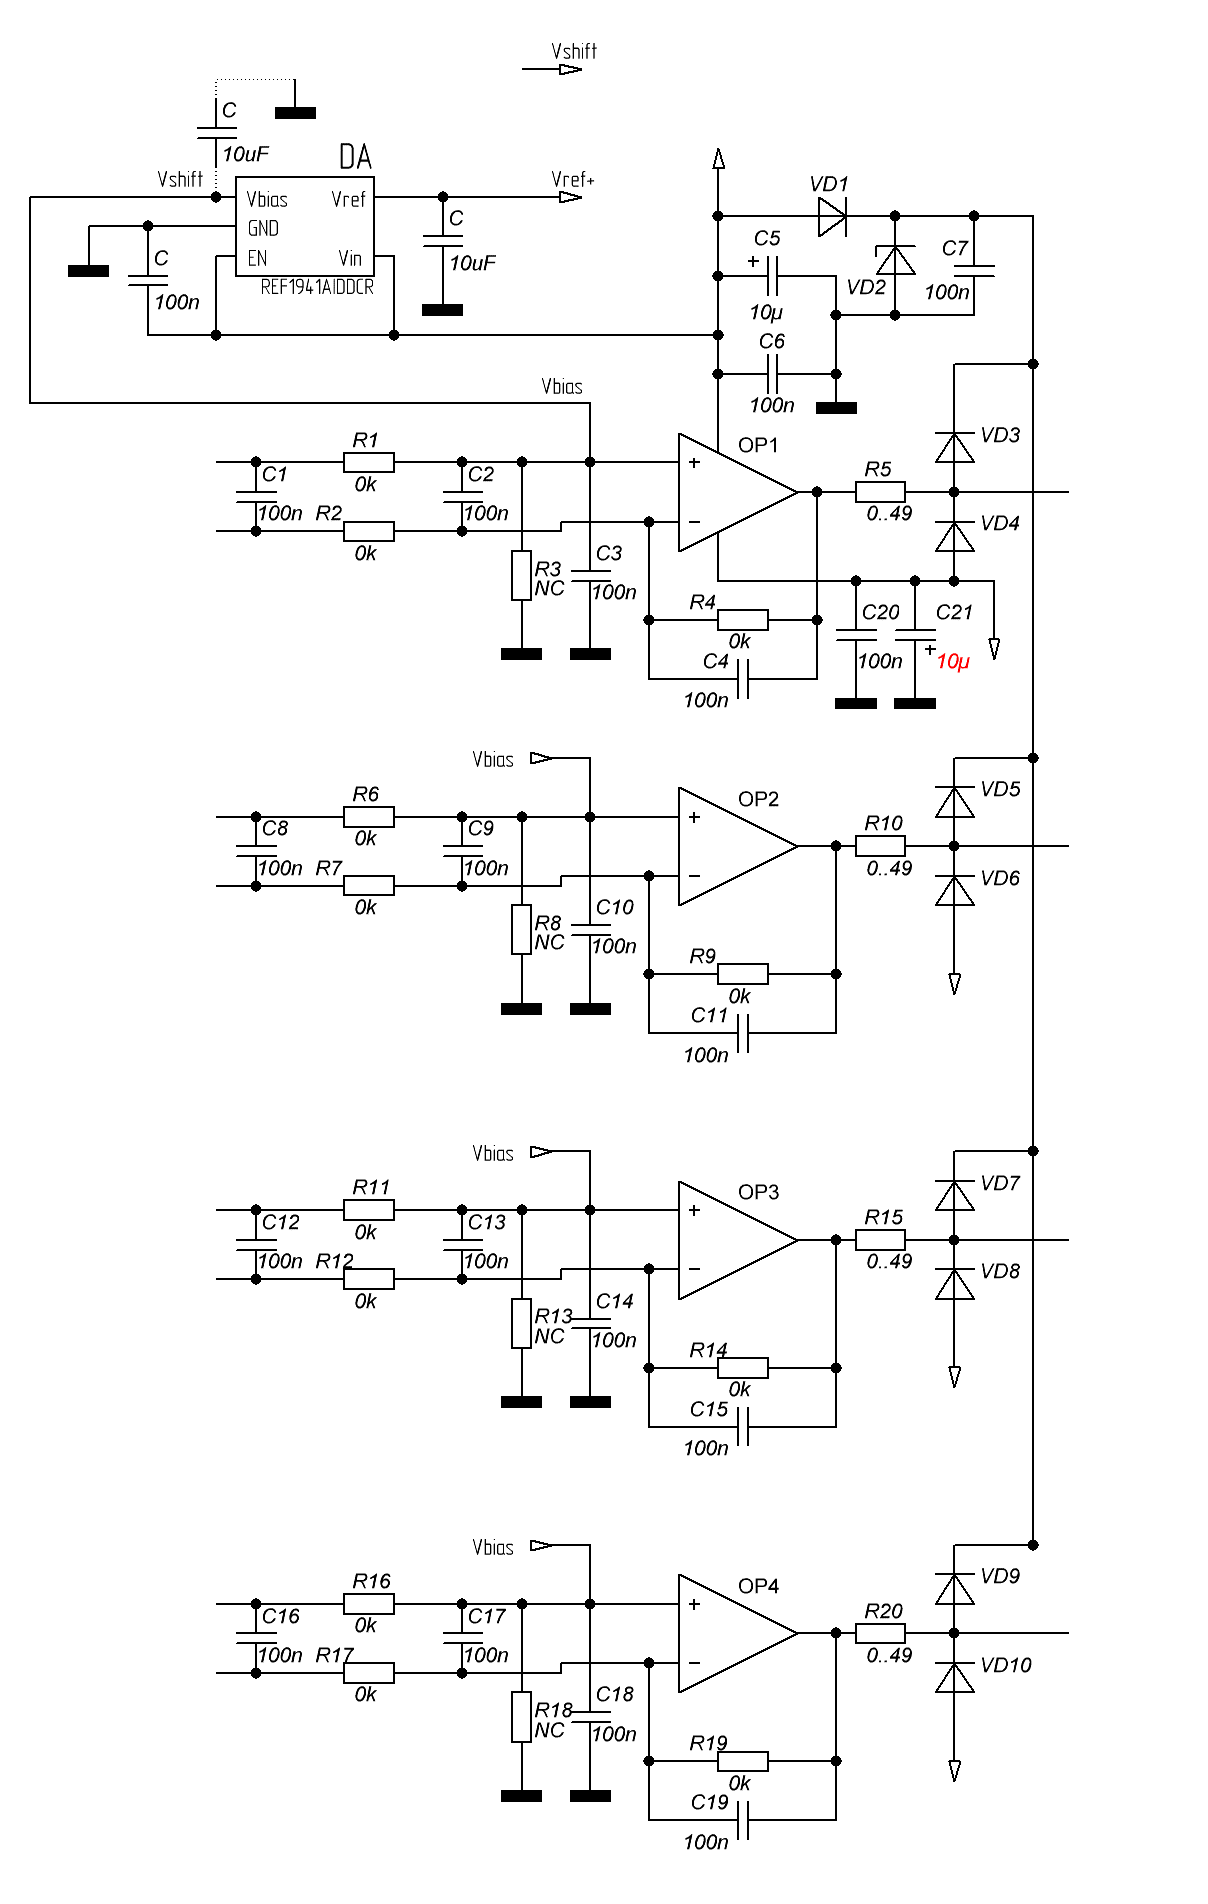 Vshift
C
10uF
DA
Vshift
Vbias
Vref
Vref+
GND
EN
Vin
REF1941AIDDCR
C
100n
C
10uF
VD1
C5
+
10µ
VD2
C7
100n
C6
100n
Vbias
R1
0k
C1
100n
R2
0k
C2
100n
R3
NC
C3
100n
+
−
OP1
R4
0k
C4
100n
R5
0..49
VD3
VD4
C20
100n
C21
+
10µ
Vbias
R6
0k
C8
100n
R7
0k
C9
100n
R8
NC
C10
100n
+
−
OP2
R9
0k
C11
100n
R10
0..49
VD5
VD6
Vbias
R11
0k
C12
100n
R12
0k
C13
100n
R13
NC
C14
100n
+
−
OP3
R14
0k
C15
100n
R15
0..49
VD7
VD8
Vbias
R16
0k
C16
100n
R17
0k
C17
100n
R18
NC
C18
100n
+
−
OP4
R19
0k
C19
100n
R20
0..49
VD9
VD10